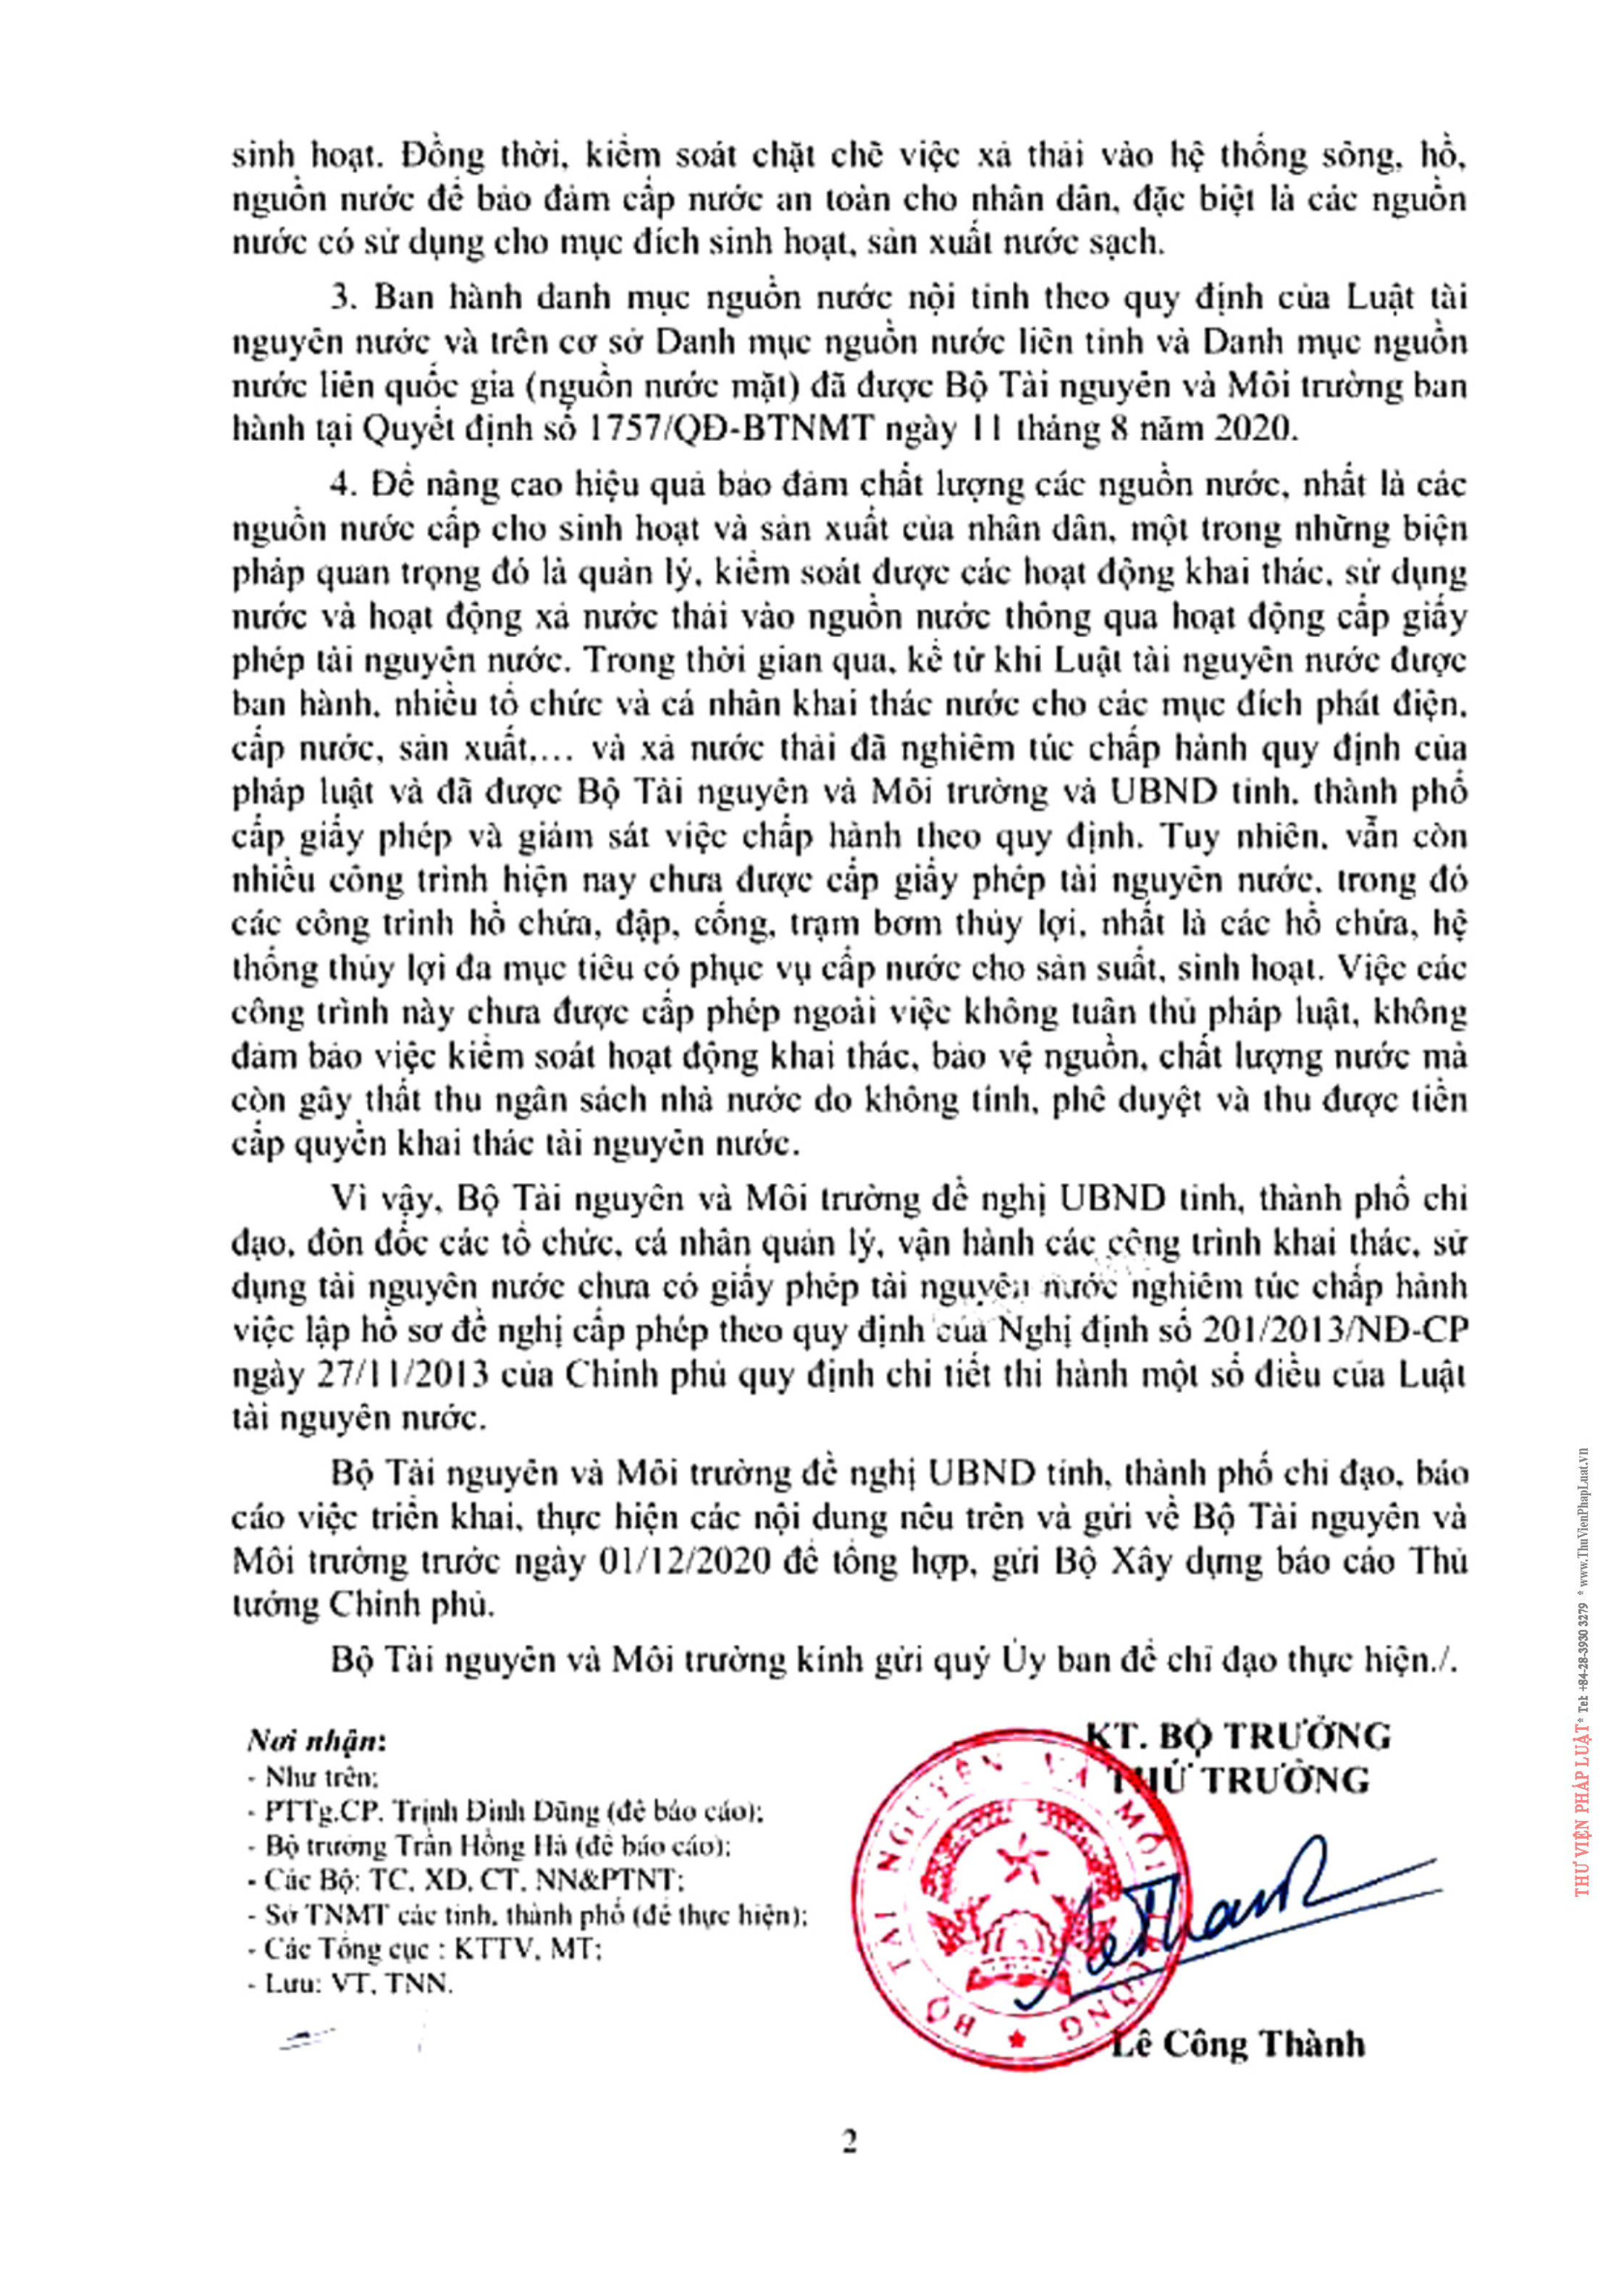 sinh hoạt. Đồng thời, kiểm soát chặt chẽ việc xả thải vào hệ thống sông, hồ,
nguồn nước để bảo đảm cấp nước an toàn cho nhân dân, đặc biệt là các nguồn
nước có sử dụng cho mục đích sinh hoạt, sản xuất nước sạch.
3. Ban hành danh mục nguồn nước nội tỉnh theo quy định của Luật tài
nguyên nước và trên cơ sở Danh mục nguồn nước liên tỉnh và Danh mục nguồn
nước liên quốc gia (nguồn nước mặt) đã được Bộ Tài nguyên và Môi trường ban
hành tại Quyết định số 1757/QĐ-BTNMT ngày 11 tháng 8 năm 2020.
4. Để nâng cao hiệu quả bảo đảm chất lượng các nguồn nước, nhất là các
nguồn nước cấp cho sinh hoạt và sản xuất của nhân dân, một trong những biện
pháp quan trọng đó là quản lý, kiểm soát được các hoạt động khai thác, sử dụng
nước và hoạt động xả nước thải vào nguồn nước thông qua hoạt động cấp giấy
phép tài nguyên nước. Trong thời gian qua, kể từ khi Luật tài nguyên nước được
ban hành, nhiều tổ chức và cá nhân khai thác nước cho các mục đích phát điện,
cấp nước, sản xuất,... và xả nước thải đã nghiêm túc chấp hành quy định của
pháp luật và đã được Bộ Tài nguyên và Môi trường và UBND tỉnh, thành phố
cấp giấy phép và giám sát việc chấp hành theo quy định. Tuy nhiên, vẫn còn
nhiều công trình hiện nay chưa được cấp giấy phép tài nguyên nước, trong đó
các công trình hồ chứa, đập, cống, trạm bơm thủy lợi, nhất là các hồ chứa, hệ
thống thủy lợi đa mục tiêu có phục vụ cấp nước cho sản suất, sinh hoạt. Việc các
công trình này chưa được cấp phép ngoài việc không tuân thủ pháp luật, không
đảm bảo việc kiểm soát hoạt động khai thác, bảo vệ nguồn, chất lượng nước mà
còn gây thất thu ngân sách nhà nước do không tính, phê duyệt và thu được tiền
cấp quyền khai thác tài nguyên nước.
Vì vậy, Bộ Tài nguyên và Môi trường đề nghị UBND tỉnh, thành phố chỉ
đạo, đôn đốc các tổ chức, cá nhân quản lý, vận hành các công trình khai thác, sử
dụng tài nguyên nước chưa có giấy phép tài nguyên nước nghiêm túc chấp hành
việc lập hồ sơ đề nghị cấp phép theo quy định của Nghị định số 201/2013/NĐ-CP
ngày 27/11/2013 của Chính phủ quy định chi tiết thi hành một số điều của Luật
tài nguyên nước.
Bộ Tài nguyên và Môi trường đề nghị UBND tỉnh, thành phố chỉ đạo, báo
cáo việc triển khai, thực hiện các nội dung nêu trên và gửi về Bộ Tài nguyên và
Môi trường trước ngày 01/12/2020 để tổng hợp, gửi Bộ Xây dựng báo cáo Thủ
tướng Chính phủ.
Bộ Tài nguyên và Môi trường kính gửi quý Ủy ban để chỉ đạo thực hiện./.
Nơi nhận:
- Như trên;
- PTTg.CP. Trịnh Đình Dũng (để báo cáo);
- Bộ trưởng Trần Hồng Hà (để báo cáo);
- Các Bộ: TC, XD, CT, NN&PTNT;
- Sở TNMT các tỉnh, thành phố (để thực hiện);
- Các Tổng cục : KTTV, MT;
- Lưu: VT, TNN.
KT. BỘ TRƯỞNG
THỨ TRƯỞNG
BỘ TÀI NGUYÊN VÀ MÔI TRƯỜNG
Lê Công Thành
2
THƯ VIỆN PHÁP LUẬT * Tel: +84-28-3930 3279 * www.ThuVienPhapLuat.vn